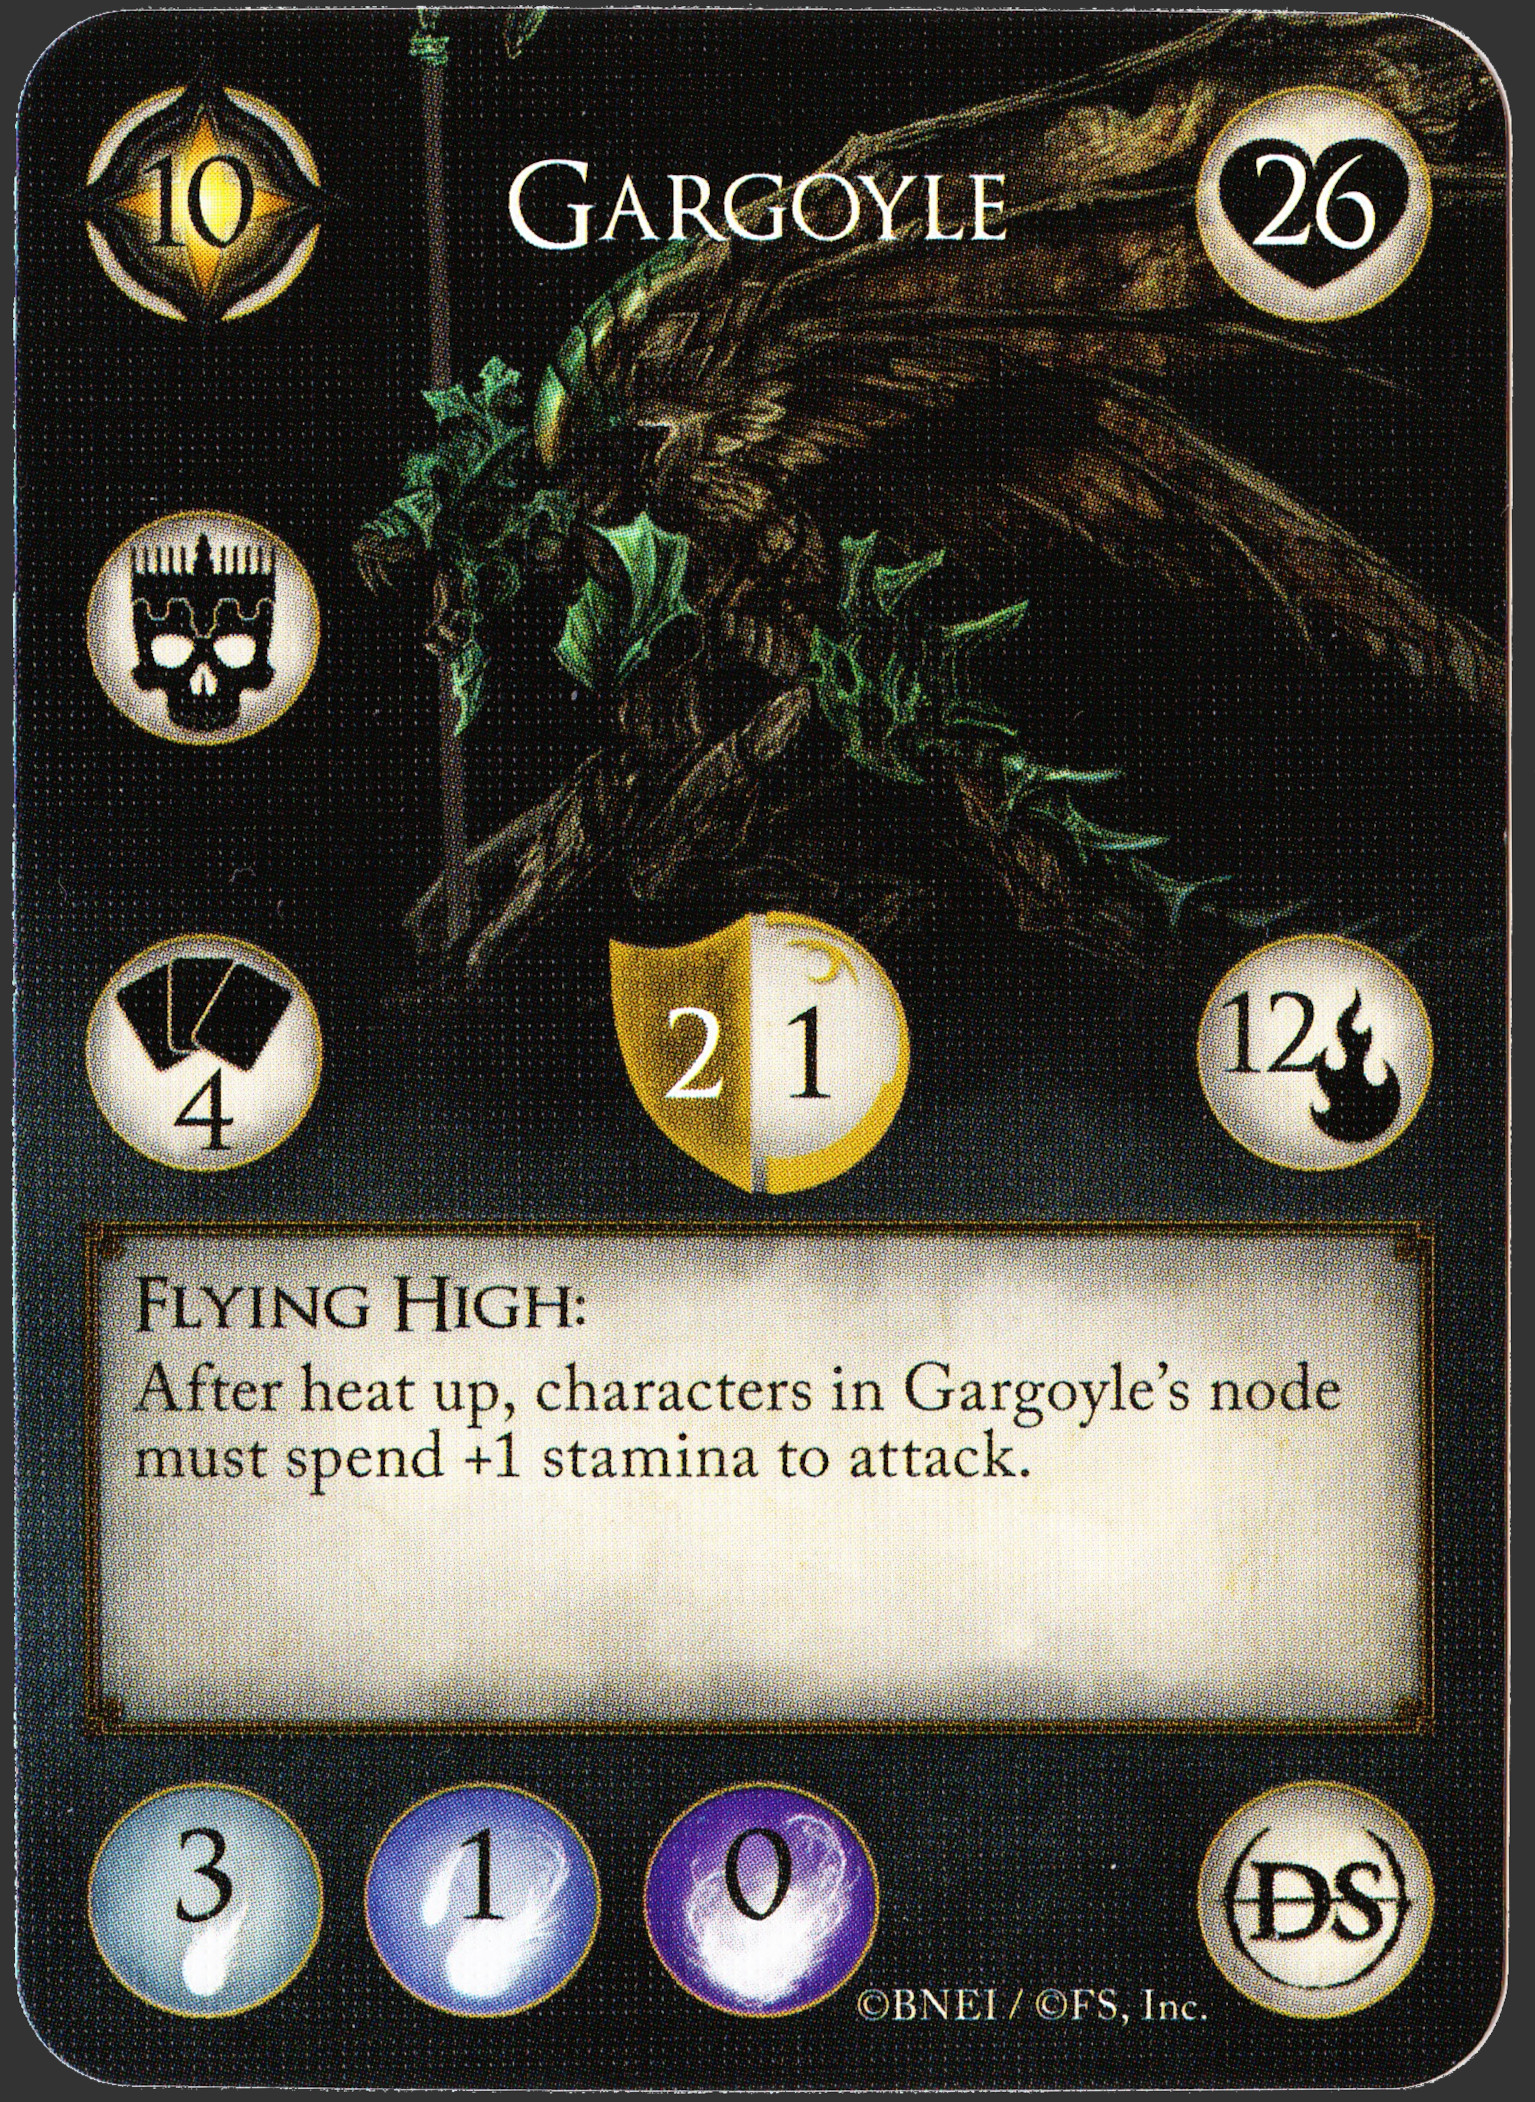 10
GARGOYLE
26
4
2
1
12
FLYING HIGH:
After heat up, characters in Gargoyle's node
must spend +1 stamina to attack.
3
1
0
DS
©BNEI / ©FS, Inc.